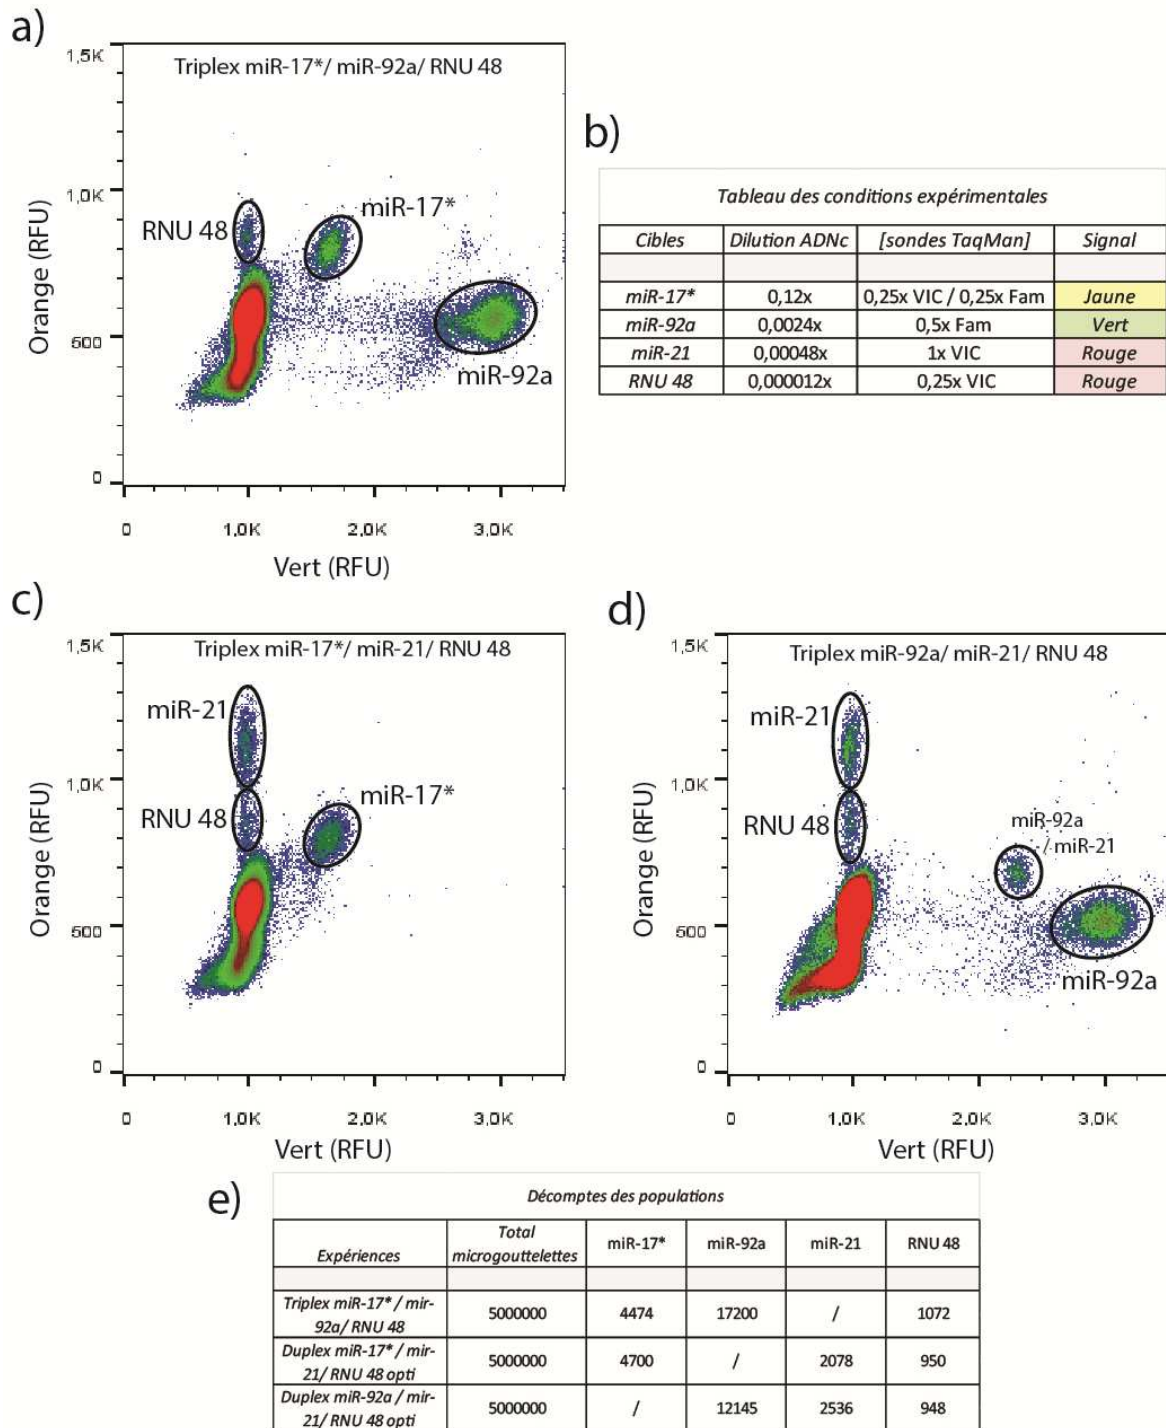 a)
1,5K
Triplex miR-17*/ miR-92a/ RNU 48
1,0K
RNU 48
miR-17*
Orange (RFU)
500
miR-92a
0
0 1,0K 2,0K 3,0K
Vert (RFU)
b)
Tableau des conditions expérimentales
Cibles Dilution ADNc [sondes TaqMan] Signal
miR-17* 0,12x 0,25x VIC / 0,25x Fam Jaune
miR-92a 0,0024x 0,5x Fam Vert
miR-21 0,00048x 1x VIC Rouge
RNU 48 0,000012x 0,25x VIC Rouge
c)
1,5K
Triplex miR-17*/ miR-21/ RNU 48
miR-21
1,0K
RNU 48
miR-17*
Orange (RFU)
500
0
0 1,0K 2,0K 3,0K
Vert (RFU)
d)
1,5K
Triplex miR-92a/ miR-21/ RNU 48
miR-21
1,0K
RNU 48
miR-92a
/ miR-21
Orange (RFU)
500
miR-92a
0
0 1,0K 2,0K 3,0K
Vert (RFU)
e)
Décomptes des populations
Expériences Total microgouttelettes miR-17* miR-92a miR-21 RNU 48
Triplex miR-17* / mir-
92a/ RNU 48 5000000 4474 17200 / 1072
Duplex miR-17* / mir-
21/ RNU 48 opti 5000000 4700 / 2078 950
Duplex miR-92a / mir-
21/ RNU 48 opti 5000000 / 12145 2536 948